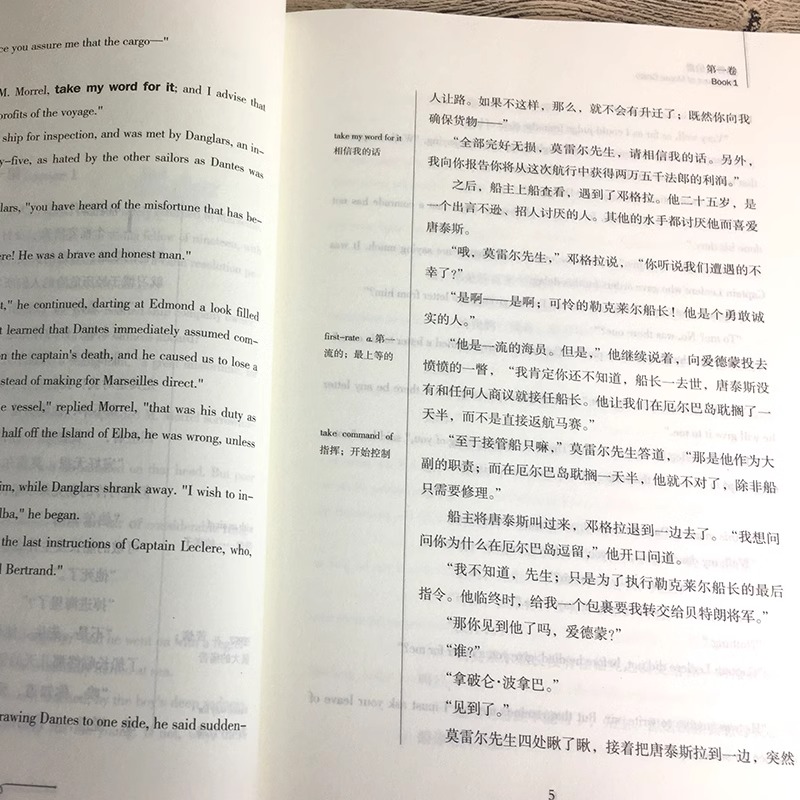 ce you assure me that the cargo—"
M. Morrel, take my word for it; and I advise that
profits of the voyage."
ship for inspection, and was met by Danglars, an in-
y-five, as hated by the other sailors as Dantes was
lars, "you have heard of the misfortune that has be-
ere! He was a brave and honest man."
t," he continued, darting at Edmond a look filled
t learned that Dantes immediately assumed com-
on the captain's death, and he caused us to lose a
stead of making for Marseilles direct."
e vessel," replied Morrel, "that was his duty as
half off the Island of Elba, he was wrong, unless
im, while Danglars shrank away. "I wish to in-
lba," he began.
the last instructions of Captain Leclere, who,
l Bertrand."
rawing Dantes to one side, he said sudden-
第一卷
Book 1
take my word for it
相信我的话
first-rate a. 第一
流的；最上等的
take command of
指挥；开始控制
人让路。如果不这样，那么，就不会有升迁了；既然你向我
确保货物——”
“全部完好无损，莫雷尔先生，请相信我的话。另外，
我向你报告你将从这次航行中获得两万五千法郎的利润。”
之后，船主上船查看，遇到了邓格拉。他二十五岁，是
一个出言不逊、招人讨厌的人。其他的水手都讨厌他而喜爱
唐泰斯。
“哦，莫雷尔先生，”邓格拉说，“你听说我们遭遇的不
幸了？”
“是啊——是啊；可怜的勒克莱尔船长！他是个勇敢诚
实的人。”
“他是一流的海员。但是，”他继续说着，向爱德蒙投去
愤愤的一瞥，“我肯定你还不知道，船长一去世，唐泰斯没
有和任何人商议就接任船长。他让我们在厄尔巴岛耽搁了一
天半，而不是直接返航马赛。”
“至于接管船只嘛，”莫雷尔先生答道，“那是他作为大
副的职责；而在厄尔巴岛耽搁一天半，他就不对了，除非船
只需要修理。”
船主将唐泰斯叫过来，邓格拉退到一边去了。“我想问
问你为什么在厄尔巴岛逗留，”他开口问道。
“我不知道，先生；只是为了执行勒克莱尔船长的最后
指令。他临终时，给我一个包裹要我转交给贝特朗将军。”
“那你见到他了吗，爱德蒙？”
“谁？”
“拿破仑·波拿巴。”
“见到了。”
莫雷尔先生四处瞅了瞅，接着把唐泰斯拉到一边，突然
5